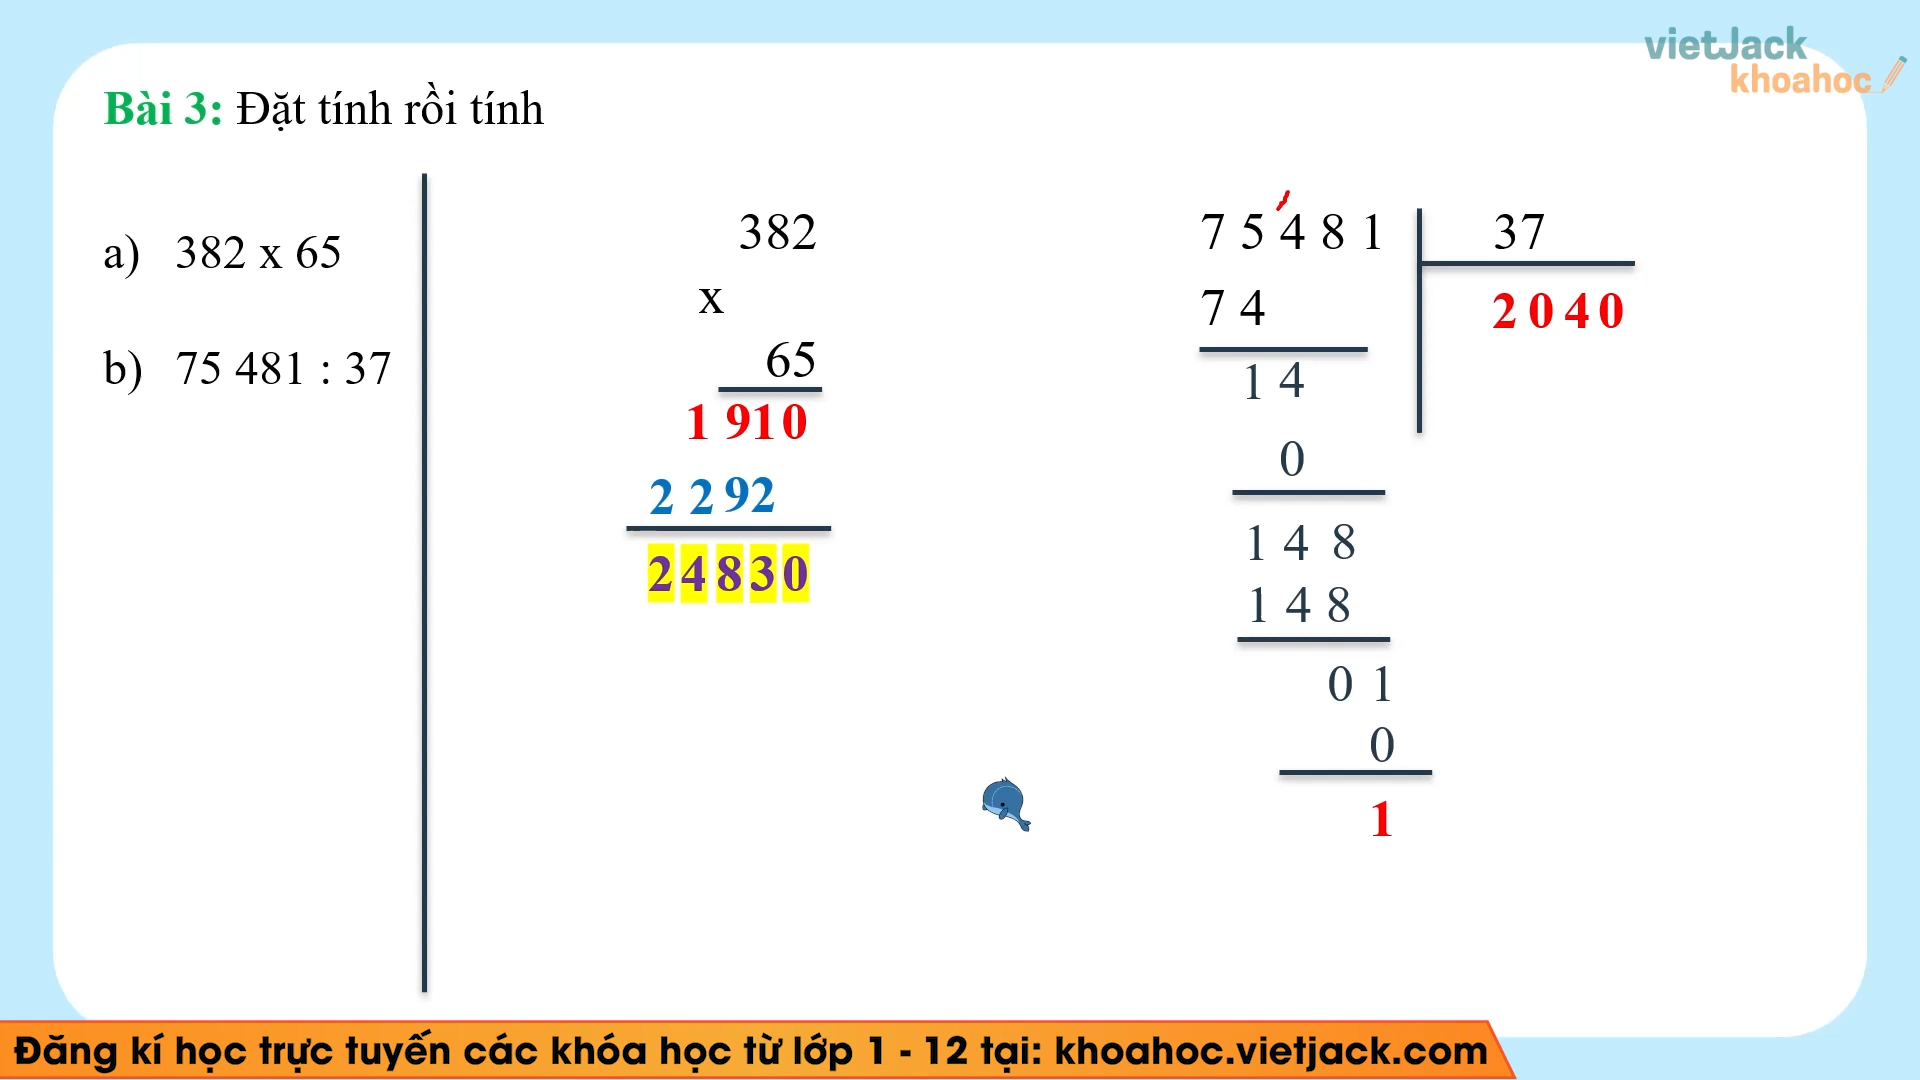 vietJack
khoahoc
Bài 3: Đặt tính rồi tính
a) 382 x 65
b) 75 481 : 37
382
x
65
1 910
2 292
24830
7 5 4 8 1
37
7 4
2 0 4 0
1 4
0
1 4 8
1 4 8
0 1
0
1
Đăng kí học trực tuyến các khóa học từ lớp 1 - 12 tại: khoahoc.vietjack.com